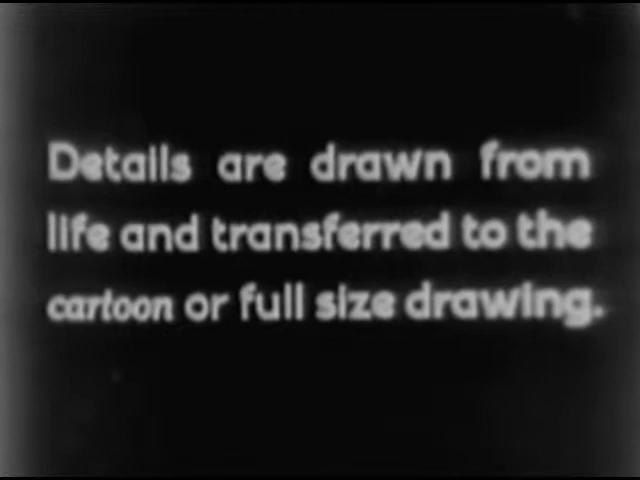 Details are drawn from
life and transferred to the
cartoon or full size drawing.